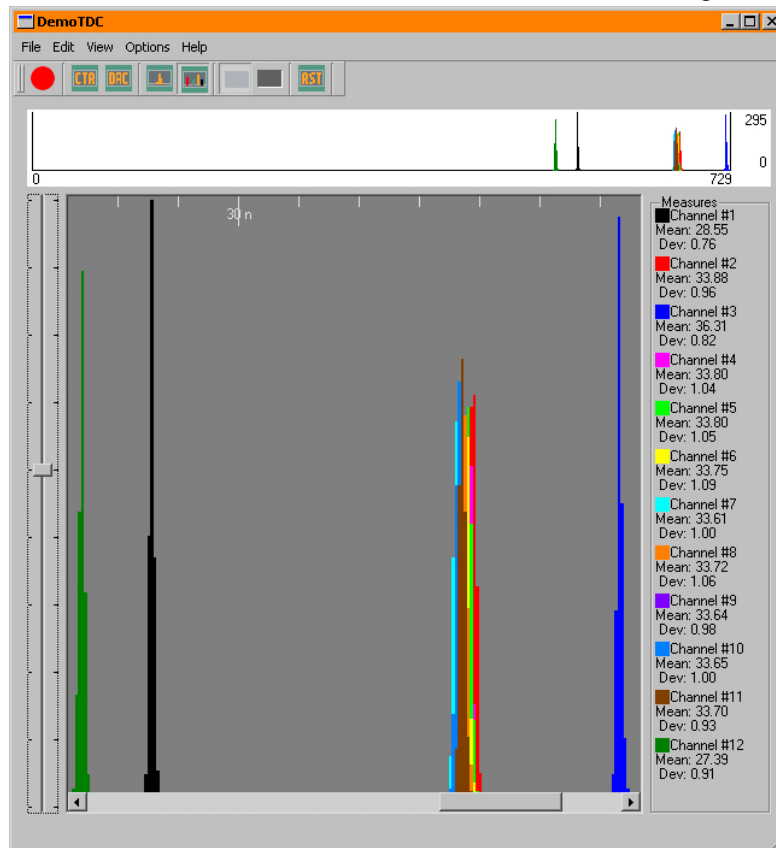 DemoTDC
File Edit View Options Help
CTR DAC RST
295
0
0 729
30 n
Measures
Channel #1
Mean: 28.55
Dev: 0.76
Channel #2
Mean: 33.88
Dev: 0.96
Channel #3
Mean: 36.31
Dev: 0.82
Channel #4
Mean: 33.80
Dev: 1.04
Channel #5
Mean: 33.80
Dev: 1.05
Channel #6
Mean: 33.75
Dev: 1.09
Channel #7
Mean: 33.61
Dev: 1.00
Channel #8
Mean: 33.72
Dev: 1.06
Channel #9
Mean: 33.64
Dev: 0.98
Channel #10
Mean: 33.65
Dev: 1.00
Channel #11
Mean: 33.70
Dev: 0.93
Channel #12
Mean: 27.39
Dev: 0.91